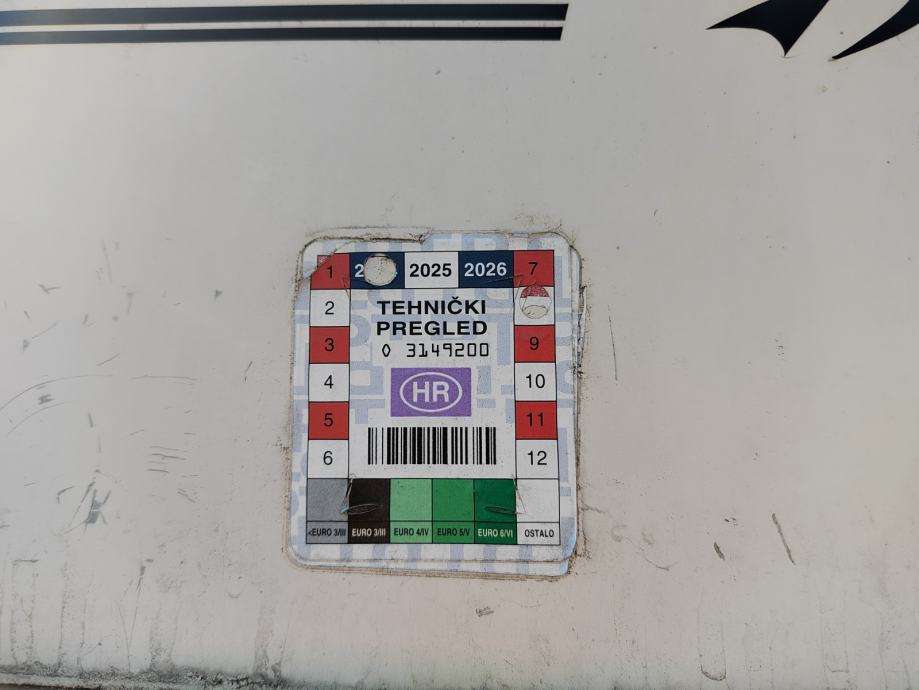 1 2 2025 2026 7
2 TEHNIČKI
PREGLED
3 0 3149200 9
4 HR 10
5 11
6 12
<EURO 3/III EURO 3/III EURO 4/IV EURO 5/V EURO 6/VI OSTALO